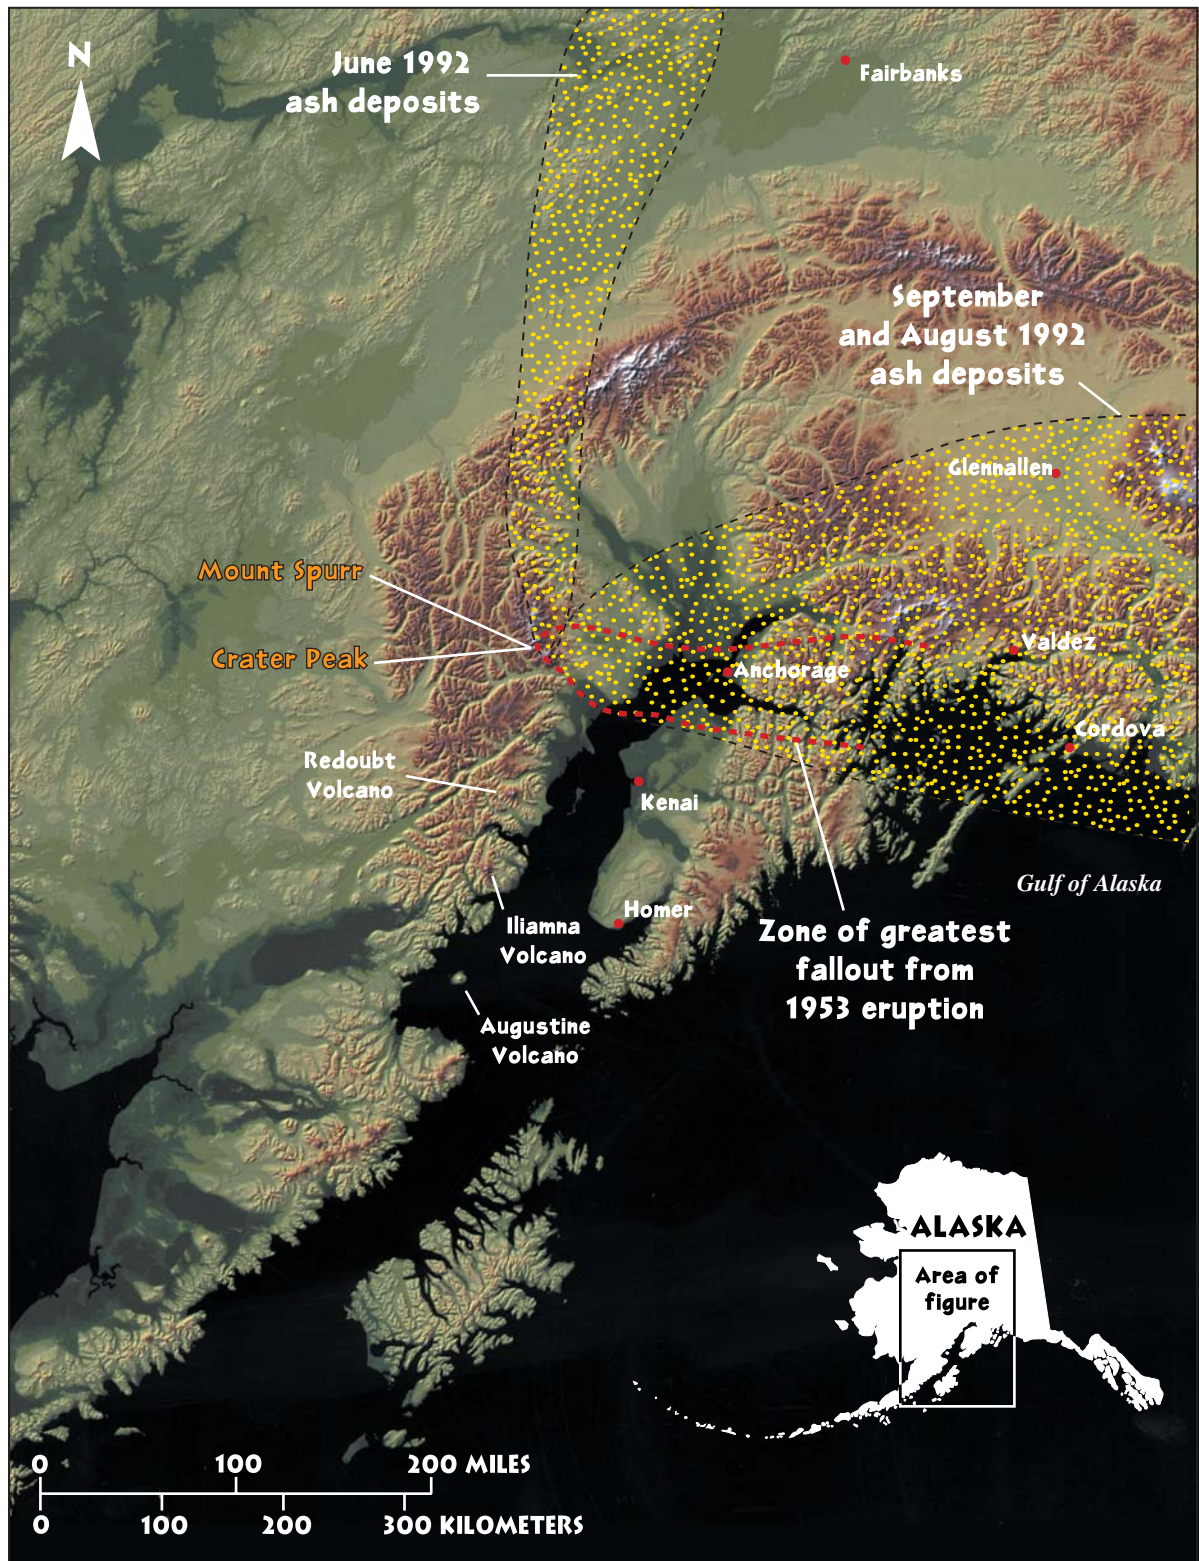 N
June 1992
ash deposits
Fairbanks
September
and August 1992
ash deposits
Glennallen
Mount Spurr
Crater Peak
Valdez
Anchorage
Cordova
Redoubt
Volcano
Kenai
Gulf of Alaska
Iliamna
Volcano
Homer
Zone of greatest
fallout from
1953 eruption
Augustine
Volcano
ALASKA
Area of
figure
0 100 200 MILES
0 100 200 300 KILOMETERS